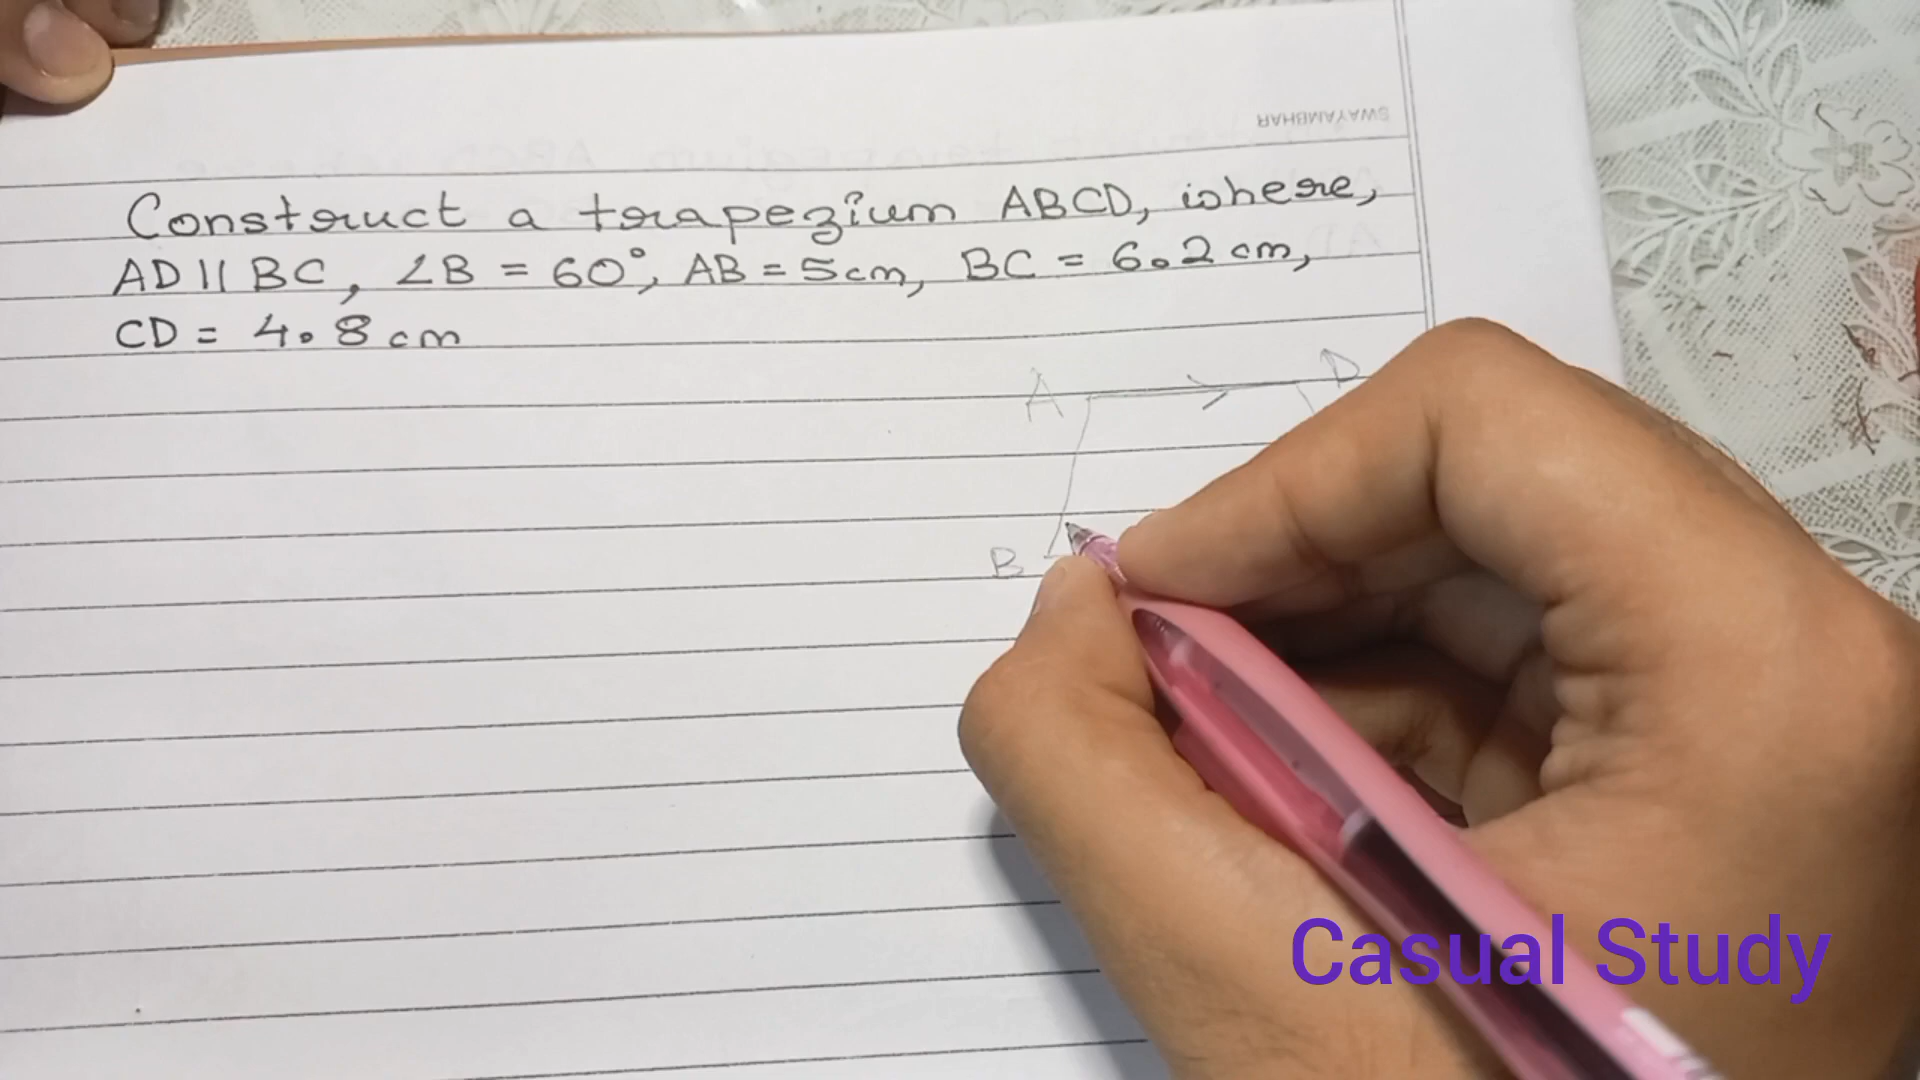 SWAYAMBHAR
Construct a trapezium ABCD, where,
AD || BC, ∠B = 60°, AB = 5cm, BC = 6.2 cm,
CD = 4.8 cm
A D
B
Casual Study